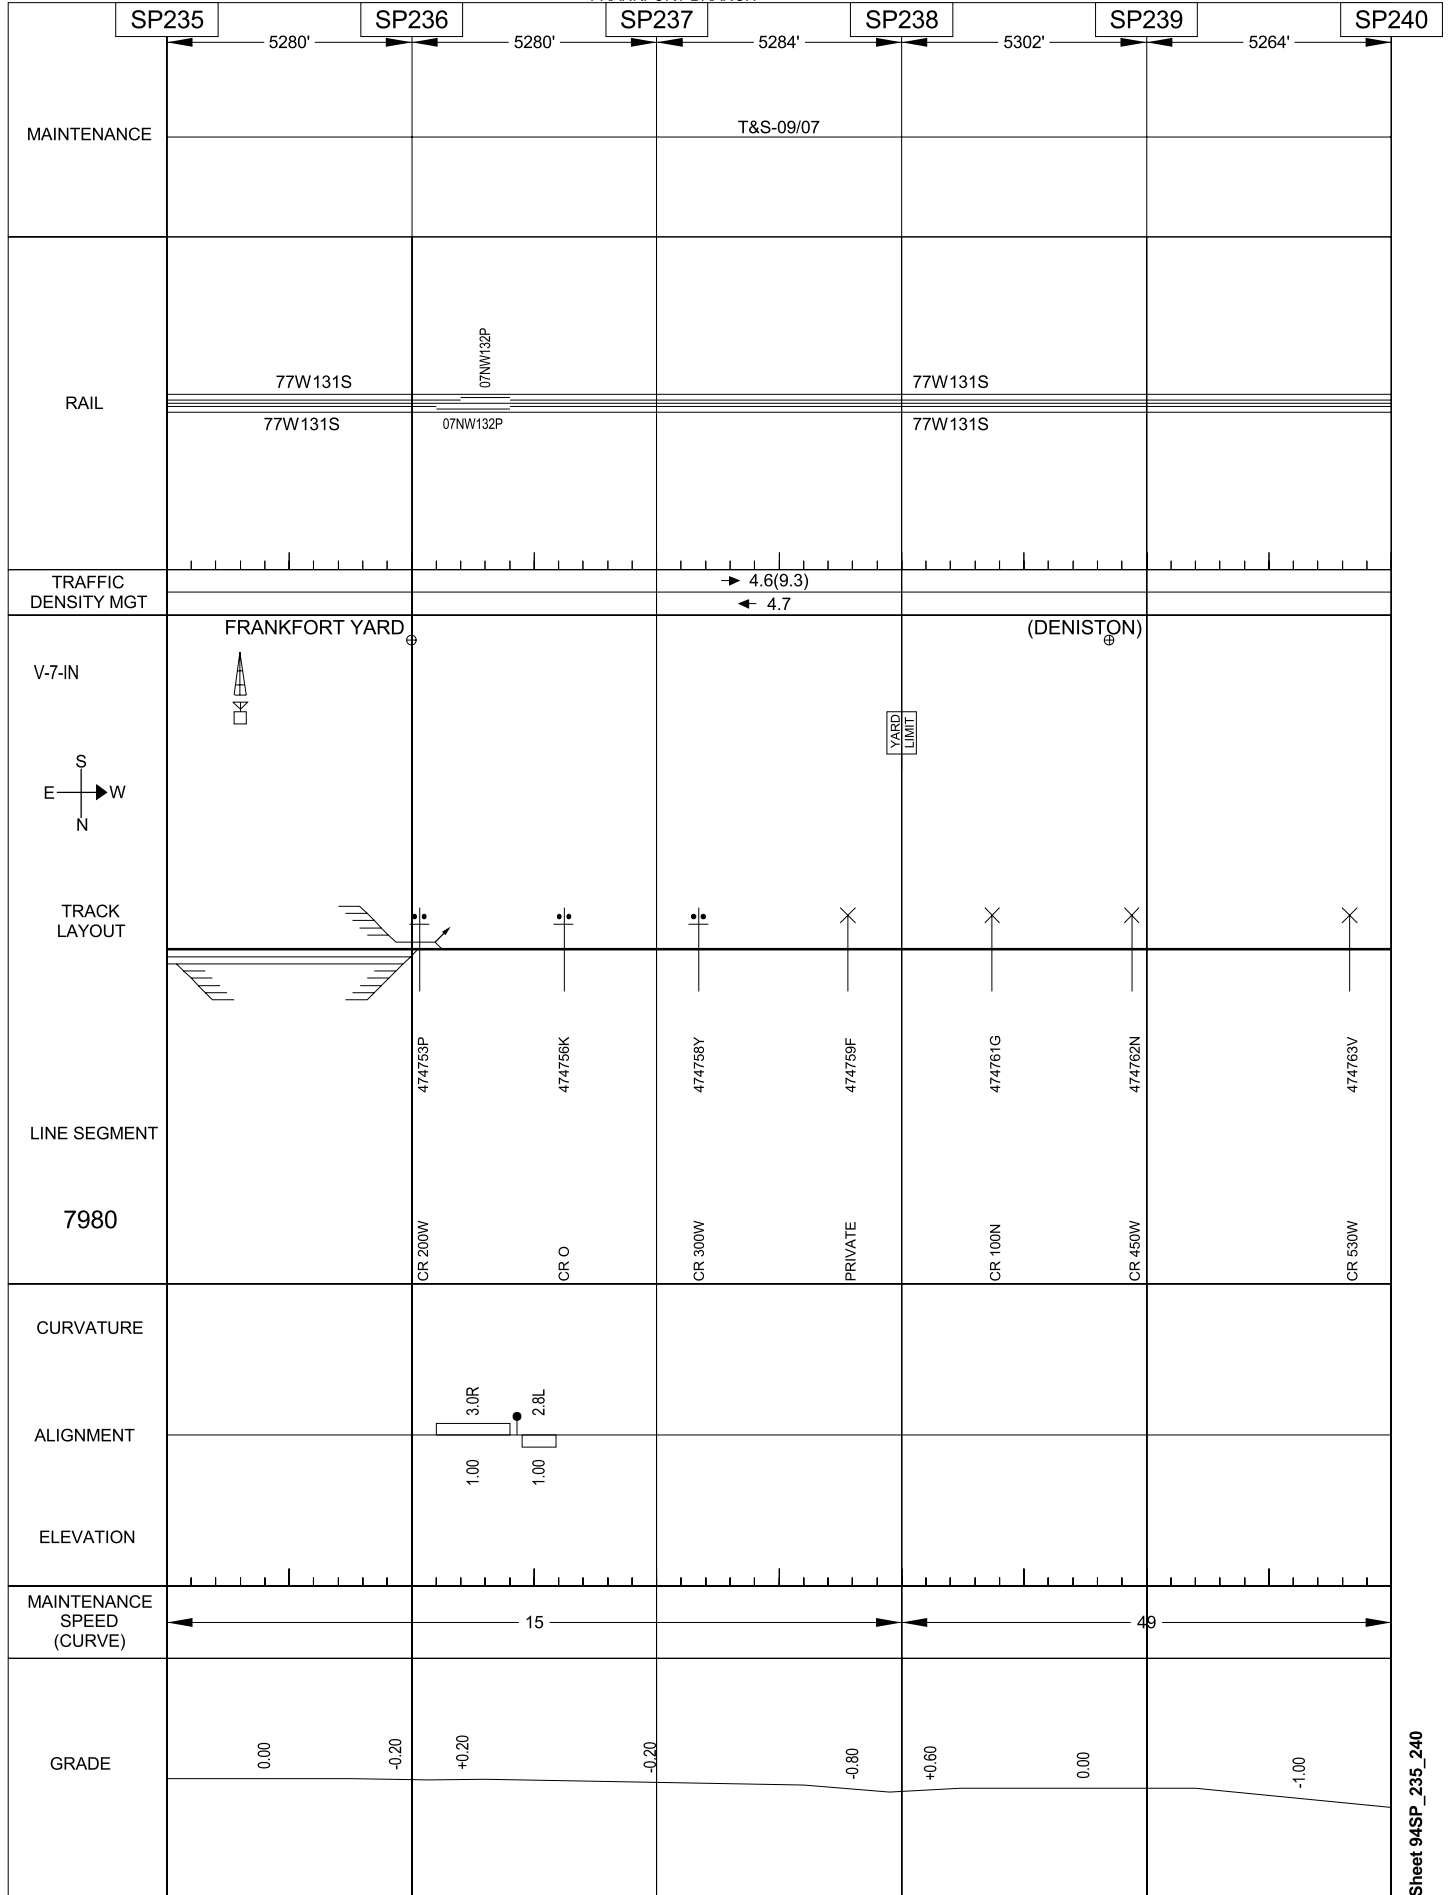 SP235 SP236 SP237 SP238 SP239 SP240
5280' 5280' 5284' 5302' 5264'
MAINTENANCE
T&S-09/07
RAIL
77W131S
07NW132P
77W131S
77W131S
07NW132P
77W131S
TRAFFIC
DENSITY MGT
4.6(9.3)
4.7
FRANKFORT YARD
(DENISTON)
V-7-IN
YARD
LIMIT
S
E W
N
TRACK
LAYOUT
474753P
474756K
474758Y
474759F
474761G
474762N
474763V
LINE SEGMENT
7980
CR 200W
CR O
CR 300W
PRIVATE
CR 100N
CR 450W
CR 530W
CURVATURE
3.0R
2.8L
ALIGNMENT
1.00
1.00
ELEVATION
MAINTENANCE
SPEED
(CURVE)
15
49
GRADE
0.00
-0.20
+0.20
-0.20
-0.80
+0.60
0.00
-1.00
Sheet 94SP_235_240